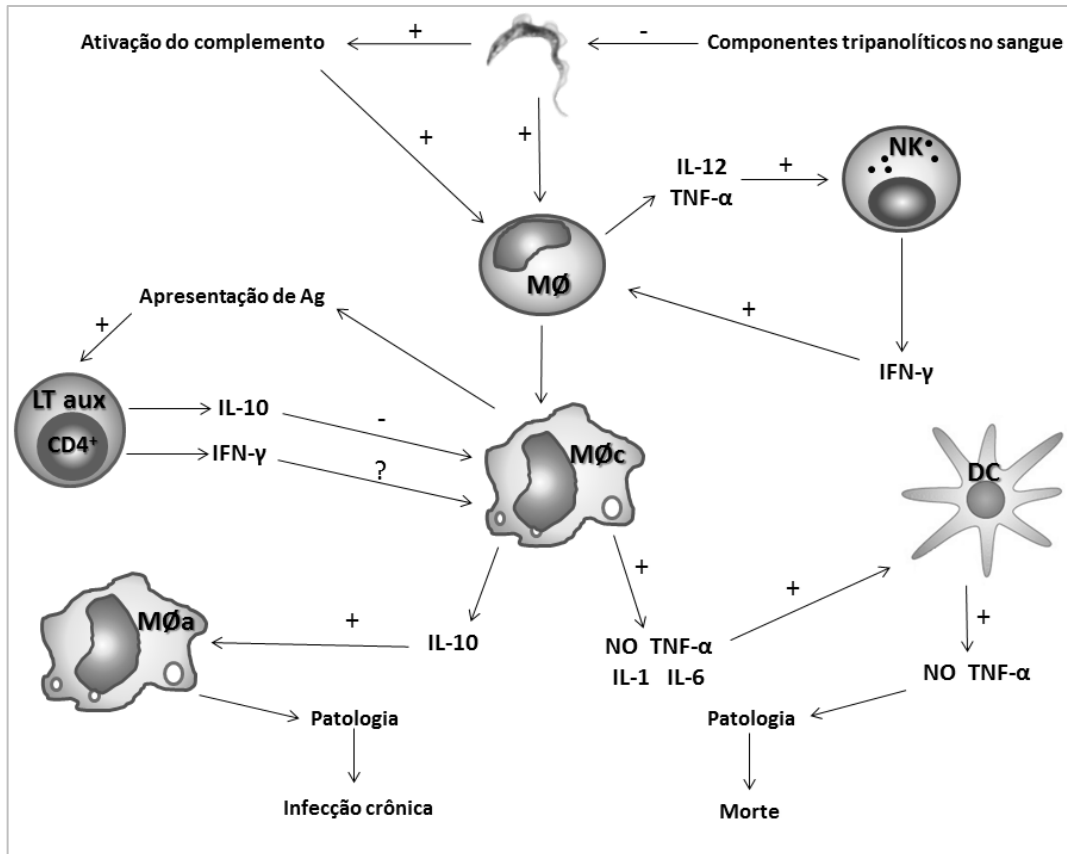 Ativação do complemento
+
-
Componentes tripanolíticos no sangue
+
+
IL-12
TNF-α
+
NK
MØ
Apresentação de Ag
+
+
IFN-γ
LT aux
CD4⁺
IL-10
-
IFN-γ
?
MØc
DC
+
+
+
MØa
+
IL-10
NO TNF-α
IL-1 IL-6
NO TNF-α
Patologia
Patologia
Infecção crônica
Morte